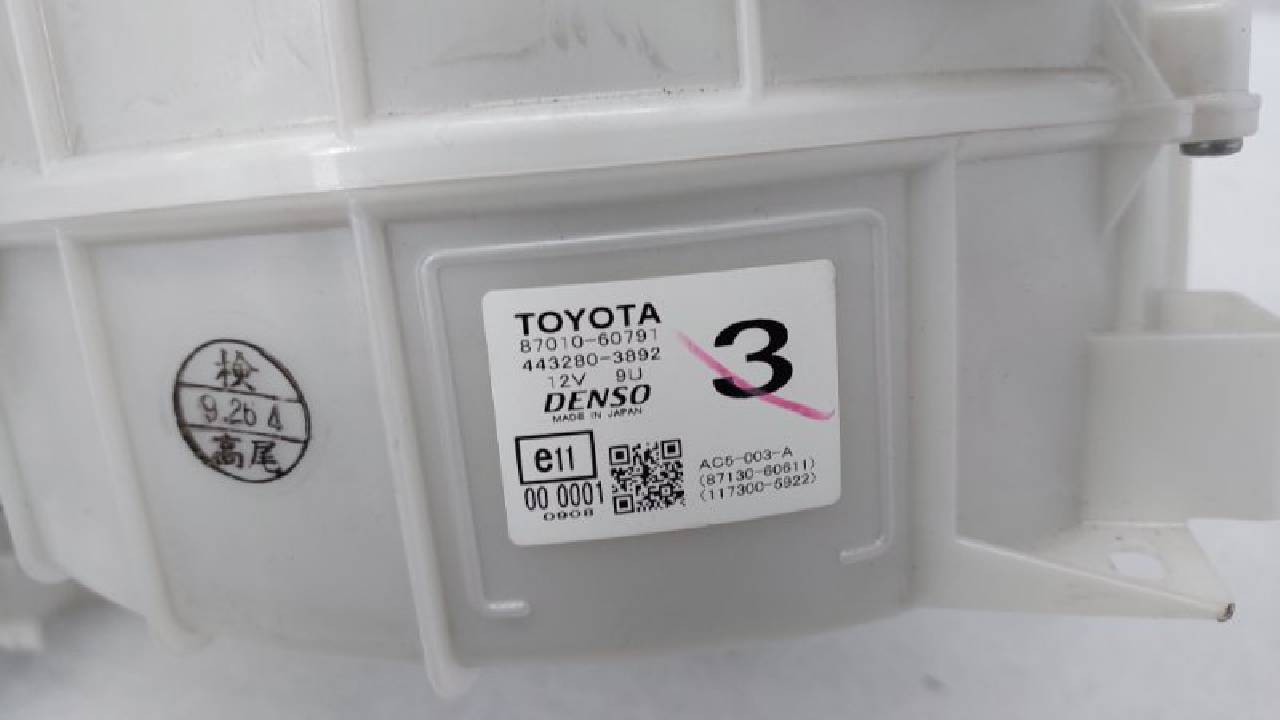 検
9.26 4
高尾
TOYOTA
87010-60791
443280-3892
12V 9U
DENSO
MADE IN JAPAN
3
e11
00 0001
0908
AC5-003-A
(87130-60611)
(117300-5922)